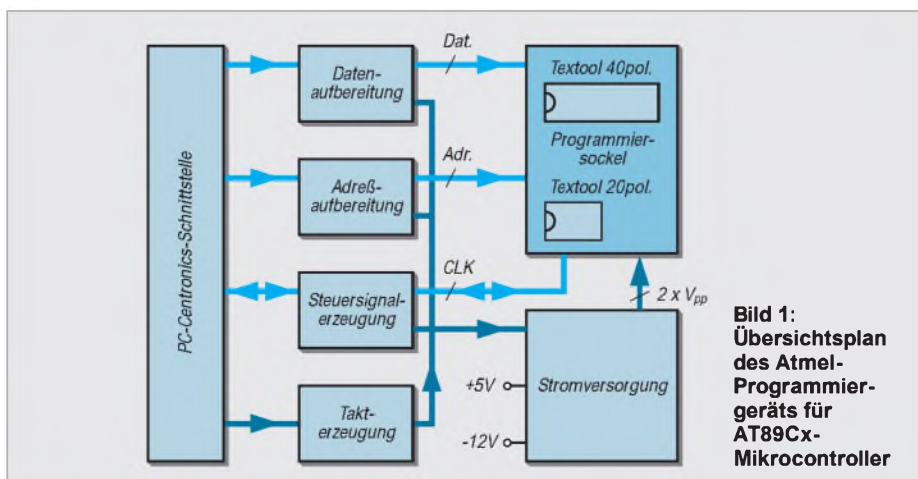 PC-Centronics-Schnittstelle
Daten-
aufbereitung
Adreß-
aufbereitung
Steuersignal-
erzeugung
Takt-
erzeugung
Dat.
Adr.
CLK
Textool 40pol.
Programmier-
sockel
Textool 20pol.
2 x Vpp
+5V
-12V
Stromversorgung
Bild 1:
Übersichtsplan
des Atmel-
Programmier-
geräts für
AT89Cx-
Mikrocontroller